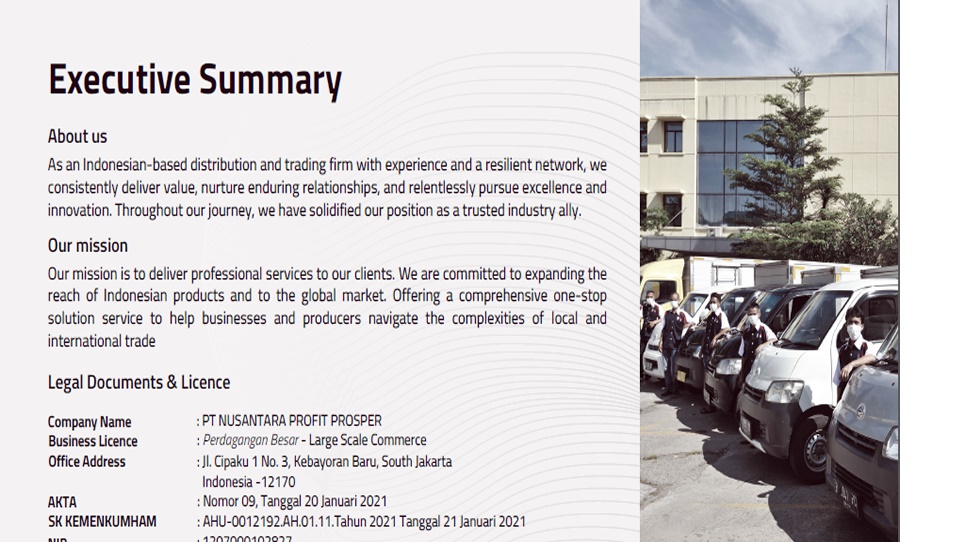 Executive Summary
About us
As an Indonesian-based distribution and trading firm with experience and a resilient network, we
consistently deliver value, nurture enduring relationships, and relentlessly pursue excellence and
innovation. Throughout our journey, we have solidified our position as a trusted industry ally.
Our mission
Our mission is to deliver professional services to our clients. We are committed to expanding the
reach of Indonesian products and to the global market. Offering a comprehensive one-stop
solution service to help businesses and producers navigate the complexities of local and
international trade
Legal Documents & Licence
Company Name : PT NUSANTARA PROFIT PROSPER
Business Licence : Perdagangan Besar - Large Scale Commerce
Office Address : Jl. Cipaku 1 No. 3, Kebayoran Baru, South Jakarta
Indonesia -12170
AKTA : Nomor 09, Tanggal 20 Januari 2021
SK KEMENKUMHAM : AHU-0012192.AH.01.11.Tahun 2021 Tanggal 21 Januari 2021